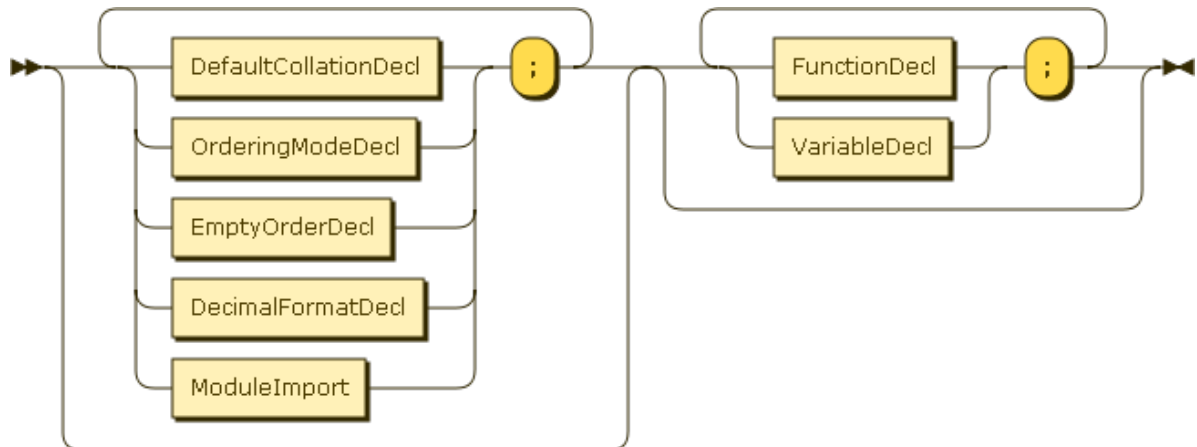 DefaultCollationDecl ; FunctionDecl ;
OrderingModeDecl VariableDecl
EmptyOrderDecl
DecimalFormatDecl
ModuleImport